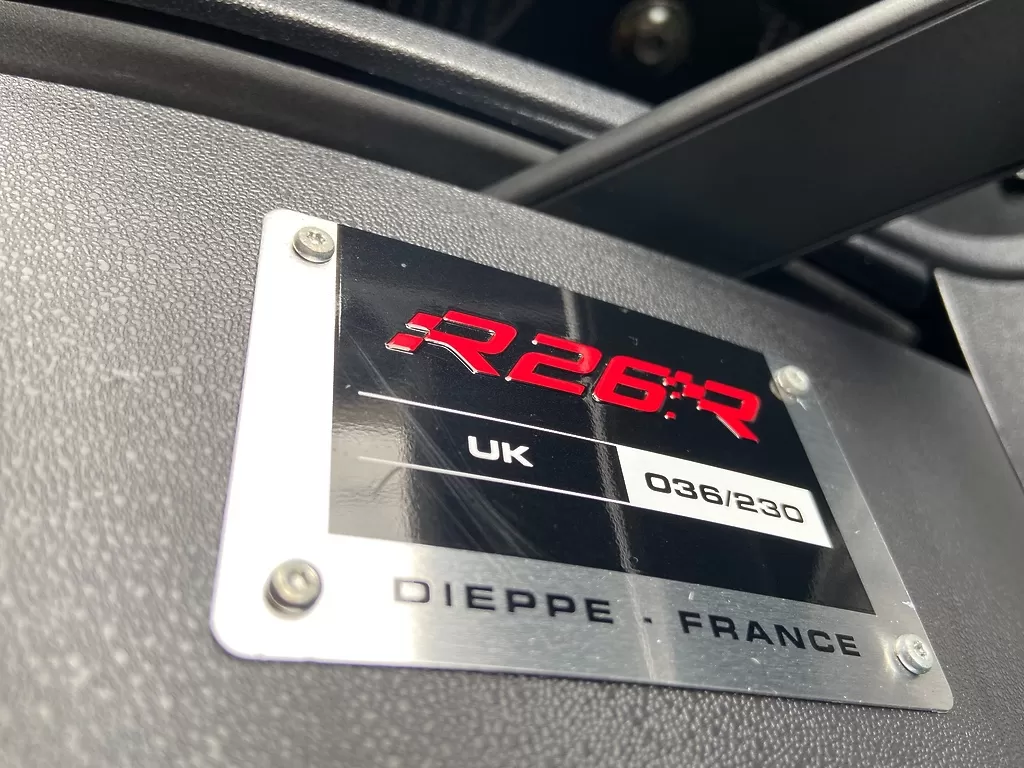 R26.R
UK
036/230
DIEPPE - FRANCE